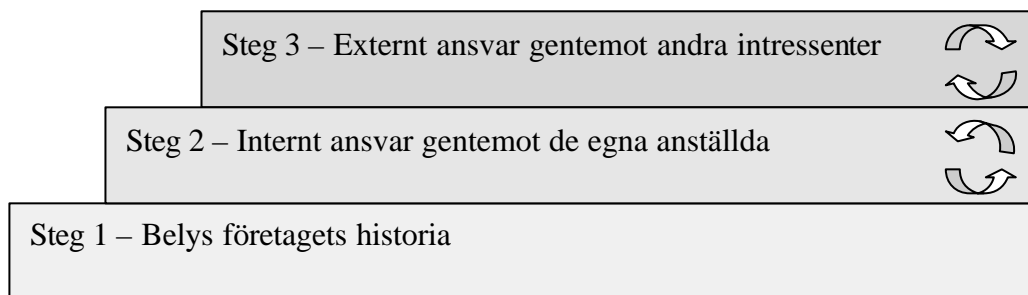 Steg 3 – Externt ansvar gentemot andra intressenter
Steg 2 – Internt ansvar gentemot de egna anställda
Steg 1 – Belys företagets historia